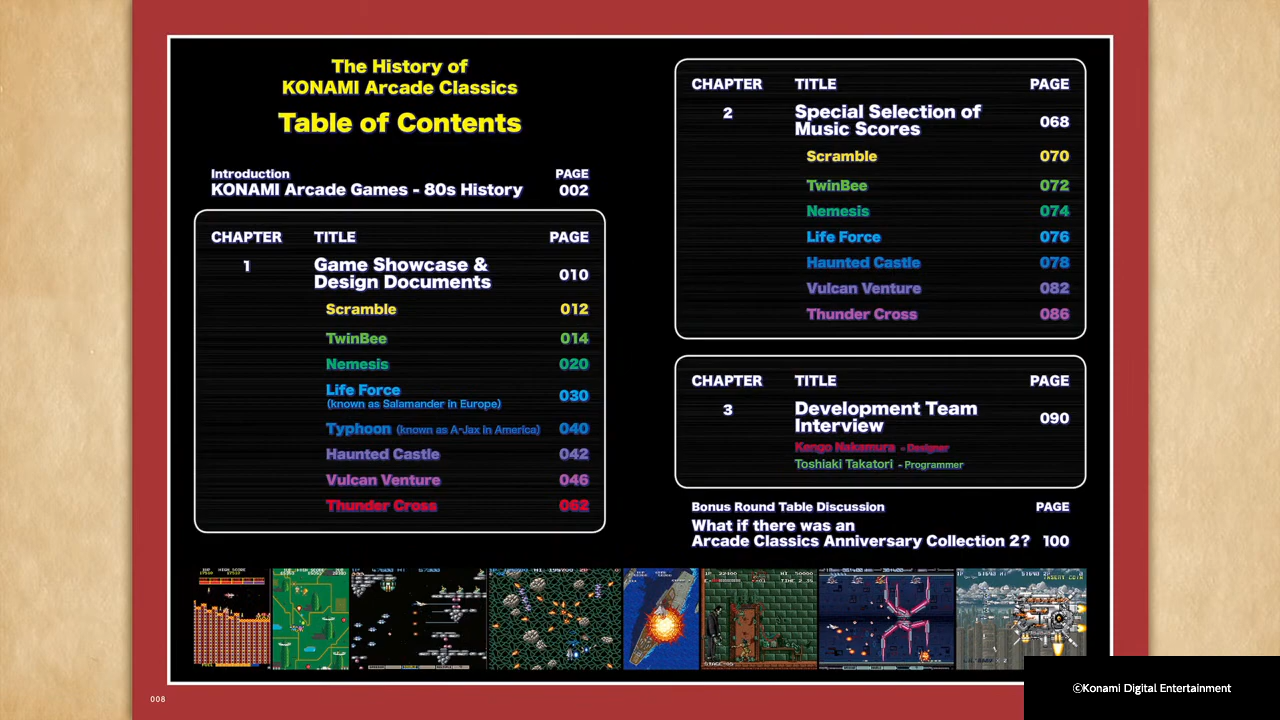 The History of
KONAMI Arcade Classics
Table of Contents
Introduction PAGE
KONAMI Arcade Games - 80s History 002
CHAPTER TITLE PAGE
1 Game Showcase &
Design Documents 010
Scramble 012
TwinBee 014
Nemesis 020
Life Force
(known as Salamander in Europe) 030
Typhoon (known as A-Jax in America) 040
Haunted Castle 042
Vulcan Venture 046
Thunder Cross 062
CHAPTER TITLE PAGE
2 Special Selection of
Music Scores 068
Scramble 070
TwinBee 072
Nemesis 074
Life Force 076
Haunted Castle 078
Vulcan Venture 082
Thunder Cross 086
CHAPTER TITLE PAGE
3 Development Team
Interview 090
Kengo Nakamura - Designer
Toshiaki Takatori - Programmer
Bonus Round Table Discussion PAGE
What if there was an
Arcade Classics Anniversary Collection 2? 100
INSERT COIN
008
©Konami Digital Entertainment